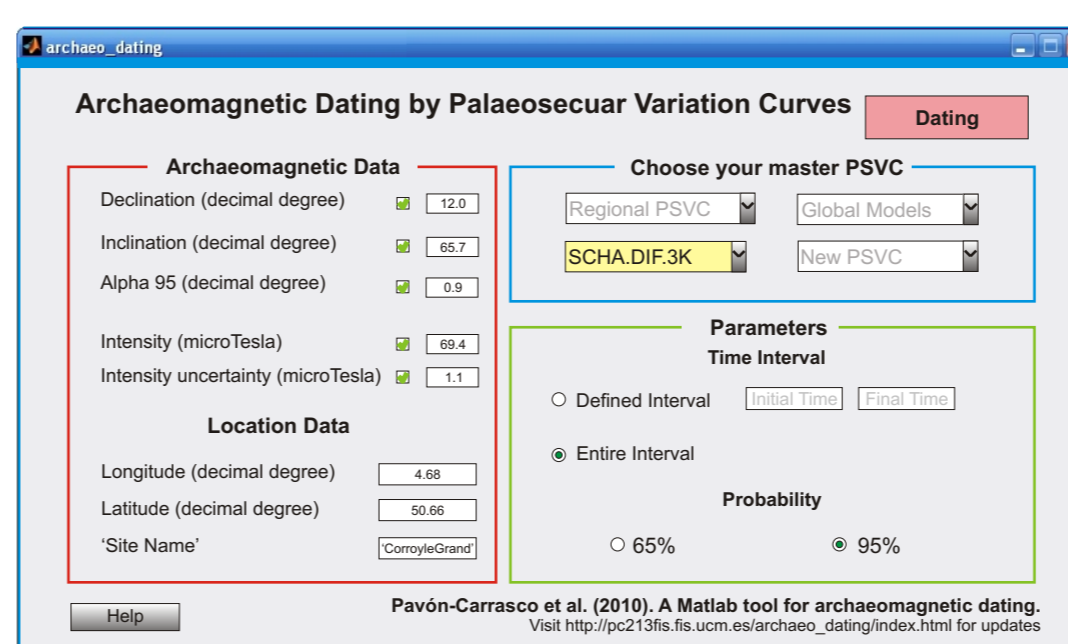 archaeo_dating
Archaeomagnetic Dating by Palaeosecuar Variation Curves
Dating
Archaeomagnetic Data
Declination (decimal degree) 12.0
Inclination (decimal degree) 65.7
Alpha 95 (decimal degree) 0.9
Intensity (microTesla) 69.4
Intensity uncertainty (microTesla) 1.1
Location Data
Longitude (decimal degree) 4.68
Latitude (decimal degree) 50.66
‘Site Name’ 'CorroyleGrand'
Choose your master PSVC
Regional PSVC Global Models
SCHA.DIF.3K New PSVC
Parameters
Time Interval
Defined Interval Initial Time Final Time
Entire Interval
Probability
65% 95%
Help
Pavón-Carrasco et al. (2010). A Matlab tool for archaeomagnetic dating.
Visit http://pc213fis.fis.ucm.es/archaeo_dating/index.html for updates